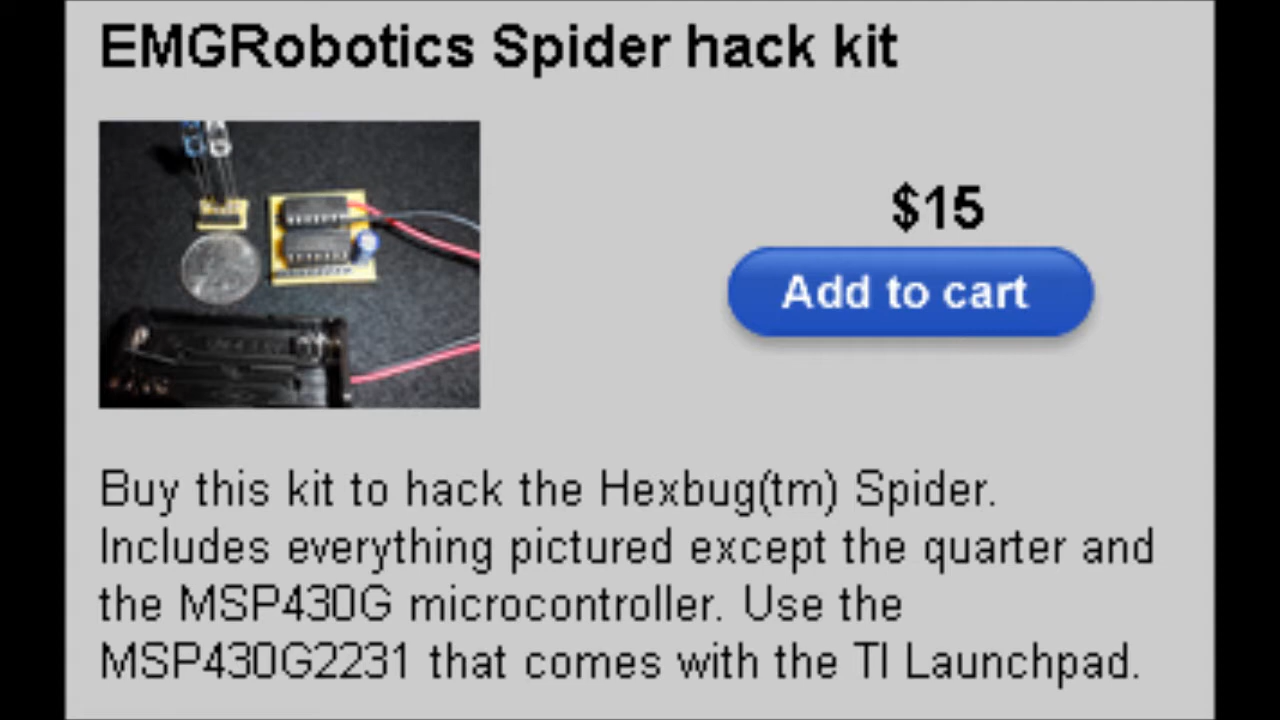 EMGRobotics Spider hack kit
$15
Add to cart
Buy this kit to hack the Hexbug(tm) Spider.
Includes everything pictured except the quarter and
the MSP430G microcontroller. Use the
MSP430G2231 that comes with the TI Launchpad.